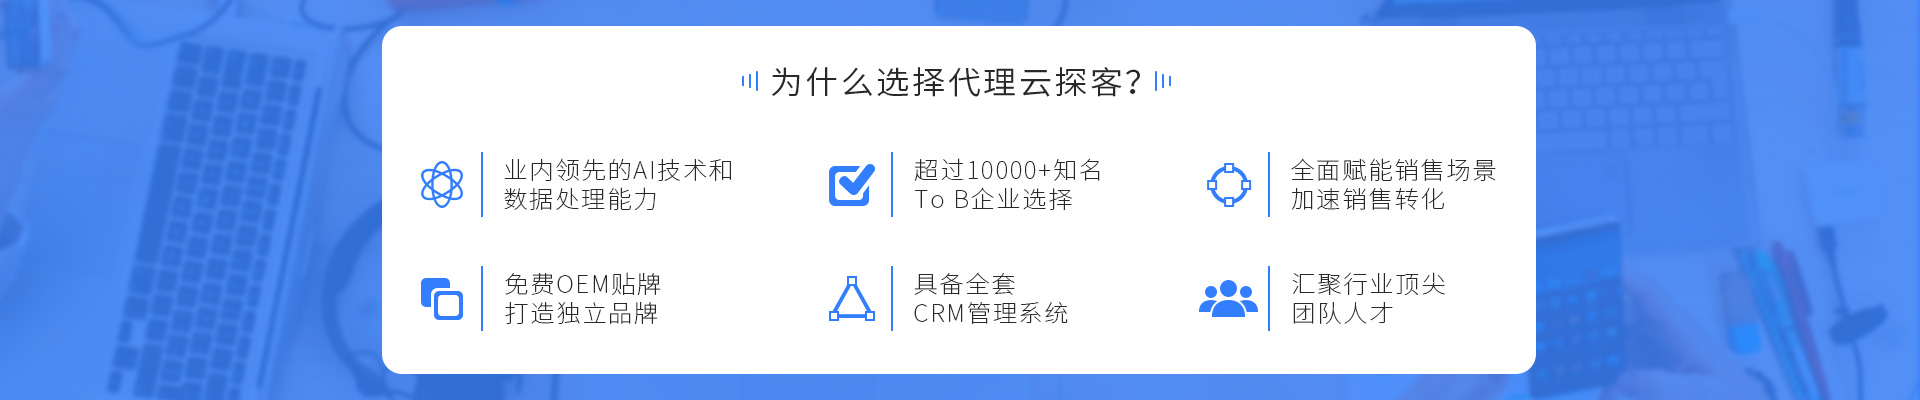 为什么选择代理云探客？
业内领先的AI技术和
数据处理能力
超过10000+知名
To B企业选择
全面赋能销售场景
加速销售转化
免费OEM贴牌
打造独立品牌
具备全套
CRM管理系统
汇聚行业顶尖
团队人才